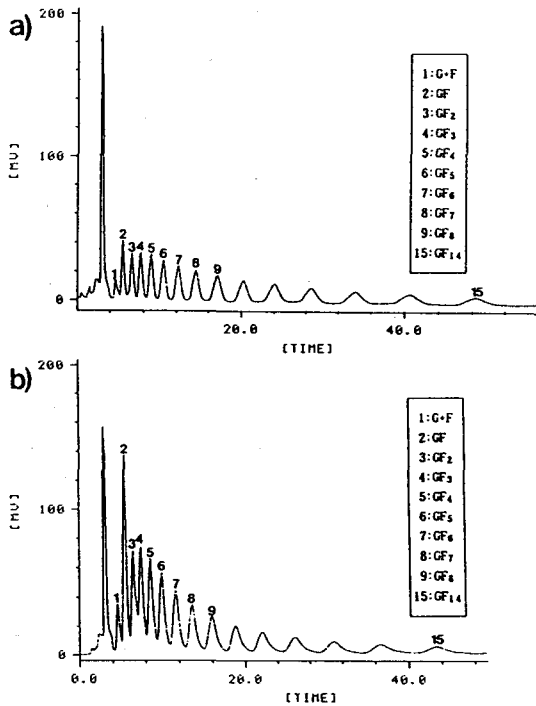 a)
200
100
0
[MV]
1 2 3 4 5 6 7 8 9 15
20.0 40.0
[TIME]
1:G+F
2:GF
3:GF2
4:GF3
5:GF4
6:GF5
7:GF6
8:GF7
9:GF8
15:GF14
b)
200
100
0
[MV]
1 2 3 4 5 6 7 8 9 15
0.0 20.0 40.0
[TIME]
1:G+F
2:GF
3:GF2
4:GF3
5:GF4
6:GF5
7:GF6
8:GF7
9:GF8
15:GF14